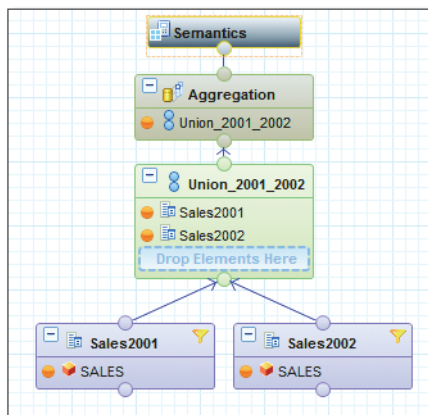 Semantics
Aggregation
Union_2001_2002
Union_2001_2002
Sales2001
Sales2002
Drop Elements Here
Sales2001
SALES
Sales2002
SALES